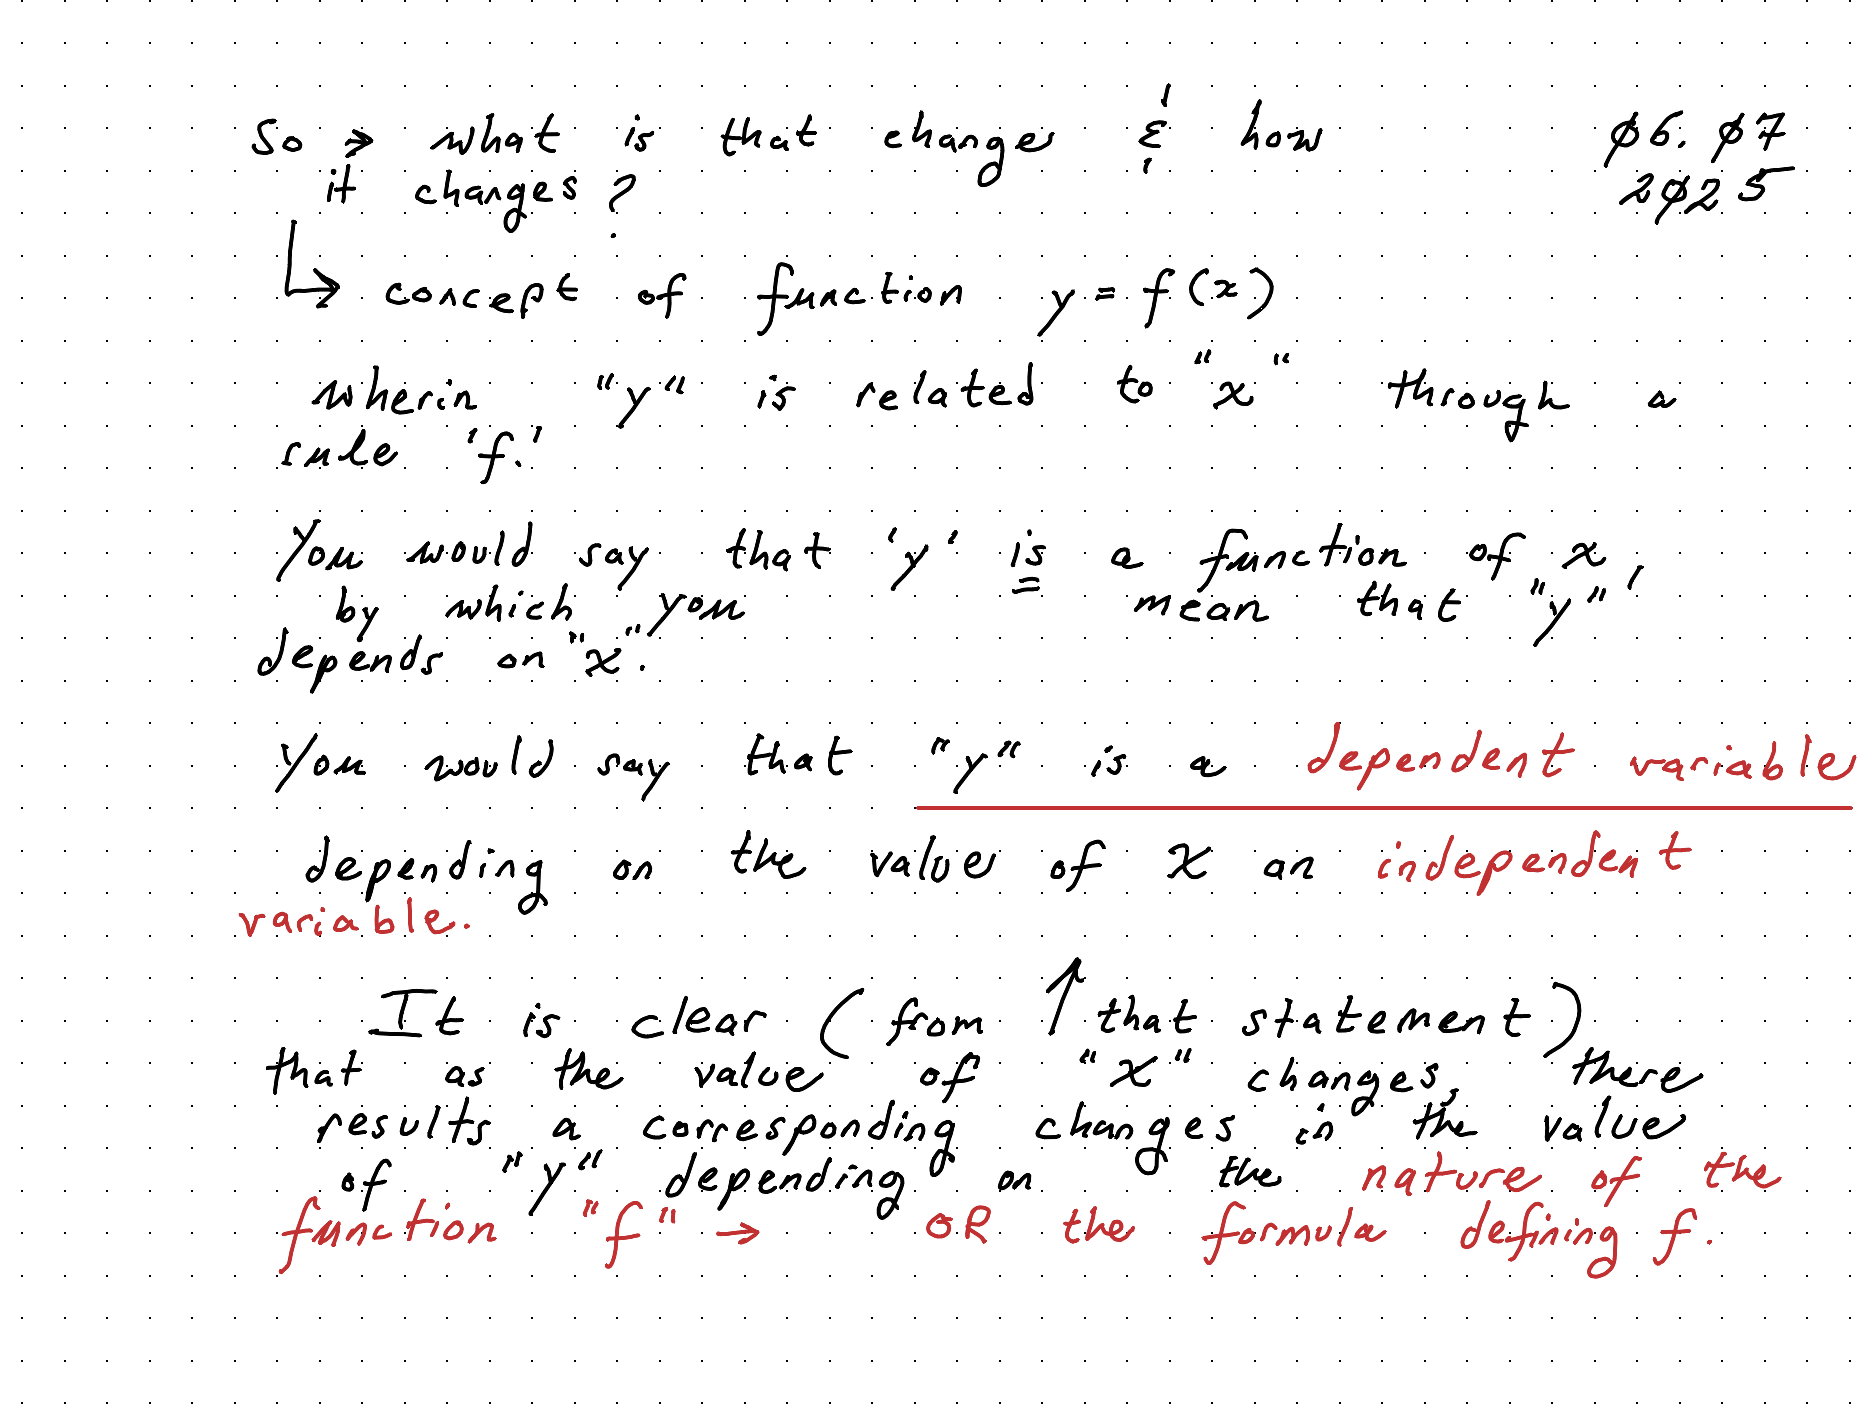 So → what is that change & how
it changes?
06.07
2025
↳ concept of function y = f(x)
wherin "y" is related to "x" through a
rule 'f.'
You would say that 'y' is a function of x,
by which you mean that "y"
depends on "x".
You would say that "y" is a dependent variable
depending on the value of x an independent
variable.
It is clear (from ↑ that statement)
that as the value of "x" changes, there
results a corresponding changes in the value
of "y" depending on the nature of the
function "f" → OR the formula defining f.